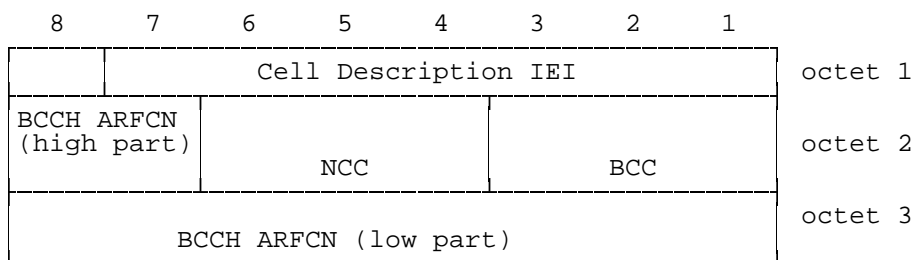 8 7 6 5 4 3 2 1
Cell Description IEI octet 1
BCCH ARFCN
(high part) octet 2
NCC BCC
octet 3
BCCH ARFCN (low part)